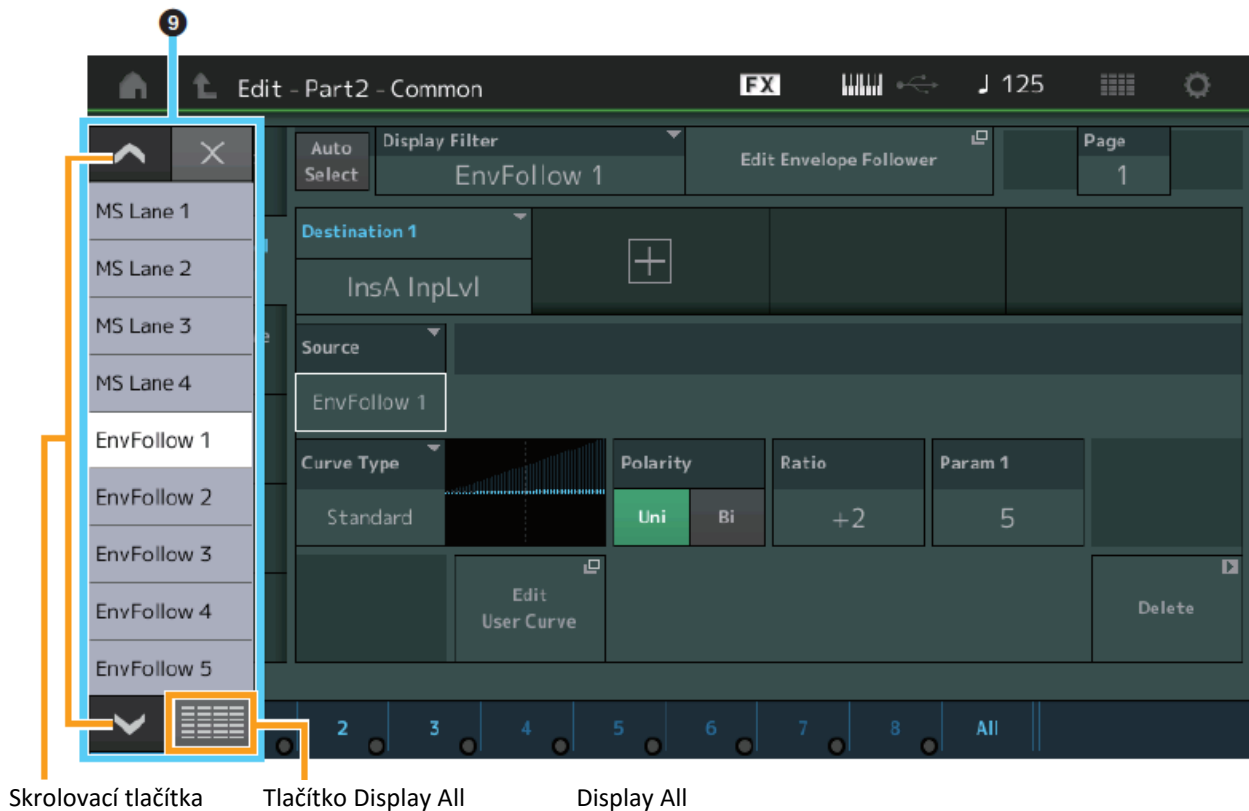 9
Edit - Part2 - Common FX 125
Auto Select Display Filter EnvFollow 1 Edit Envelope Follower Page 1
MS Lane 1
MS Lane 2
MS Lane 3
MS Lane 4
EnvFollow 1
EnvFollow 2
EnvFollow 3
EnvFollow 4
EnvFollow 5
Destination 1
InsA InpLvl
Source
EnvFollow 1
Curve Type Polarity Ratio Param 1
Standard Uni Bi +2 5
Edit
User Curve
Delete
2 3 4 5 6 7 8 All
Skrolovací tlačítka Tlačítko Display All Display All